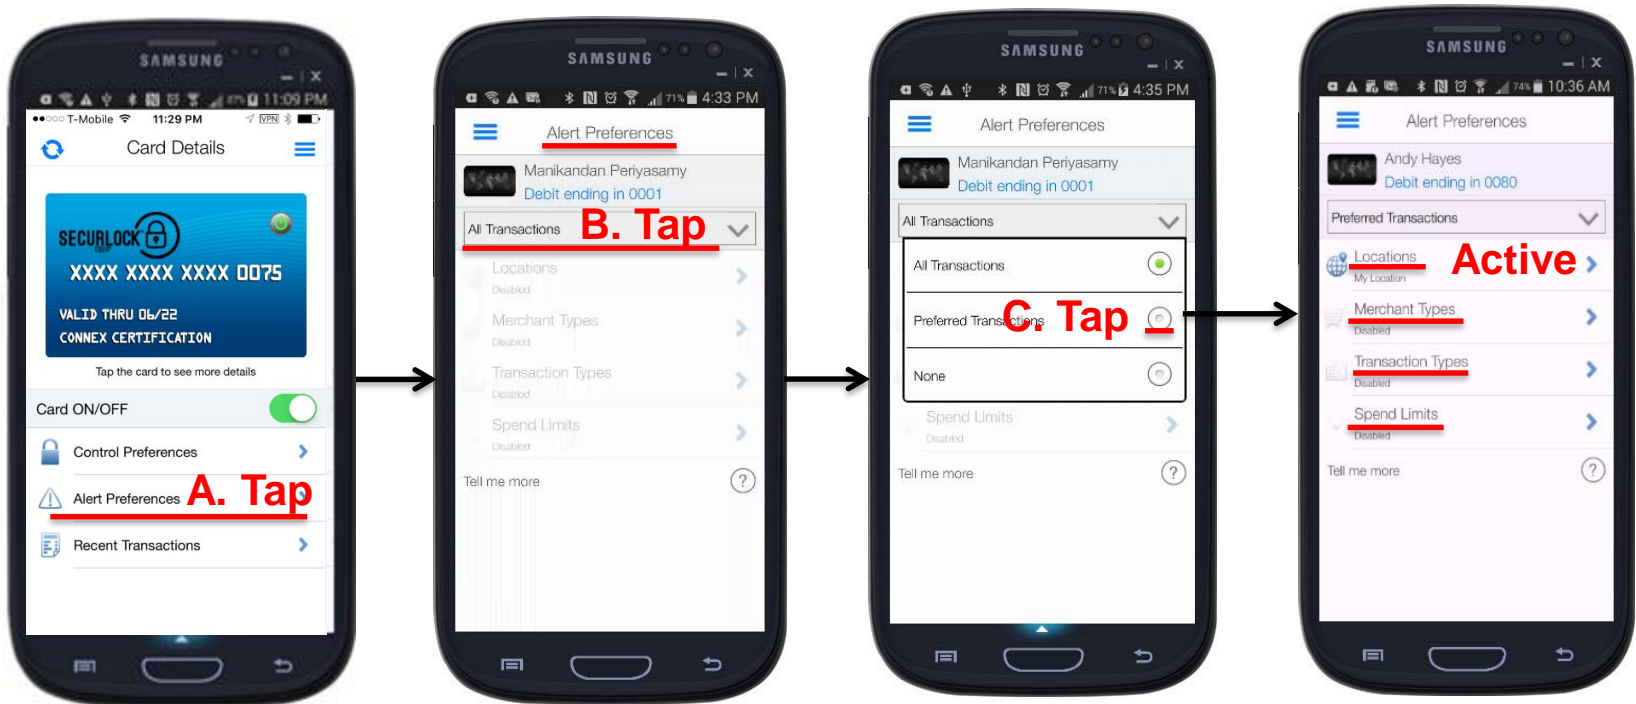 SAMSUNG
11:09 PM
T-Mobile 11:29 PM VPN
Card Details
SECURLOCK
EQUIP
XXXX XXXX XXXX 0075
VALID THRU 06/22
CONNEX CERTIFICATION
Tap the card to see more details
Card ON/OFF
Control Preferences
Alert Preferences A. Tap
Recent Transactions
SAMSUNG
71% 4:33 PM
Alert Preferences
Manikandan Periyasamy
Debit ending in 0001
All Transactions B. Tap
Locations
Disabled
Merchant Types
Disabled
Transaction Types
Disabled
Spend Limits
Disabled
Tell me more ?
SAMSUNG
71% 4:35 PM
Alert Preferences
Manikandan Periyasamy
Debit ending in 0001
All Transactions
All Transactions
Preferred Transactions C. Tap
None
Spend Limits
Disabled
Tell me more ?
SAMSUNG
74% 10:36 AM
Alert Preferences
Andy Hayes
Debit ending in 0080
Preferred Transactions
Locations Active
My Location
Merchant Types
Disabled
Transaction Types
Disabled
Spend Limits
Disabled
Tell me more ?